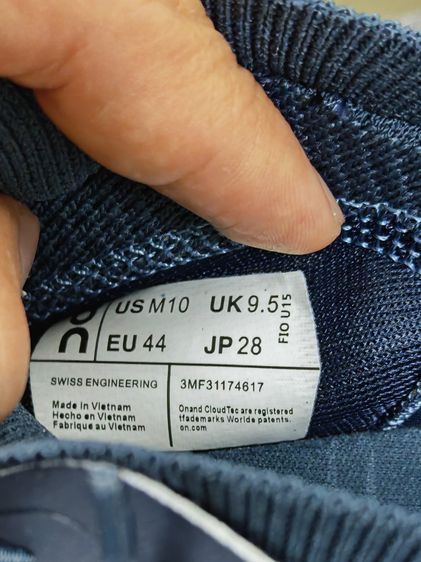 on
US M10 UK 9.5
EU 44 JP 28
FIO U15
SWISS ENGINEERING
3MF31174617
Made in Vietnam
Hecho en Vietnam
Fabrique au Vietnam
Onand CloudTec are registered
trademarks Worlde patents.
on.com